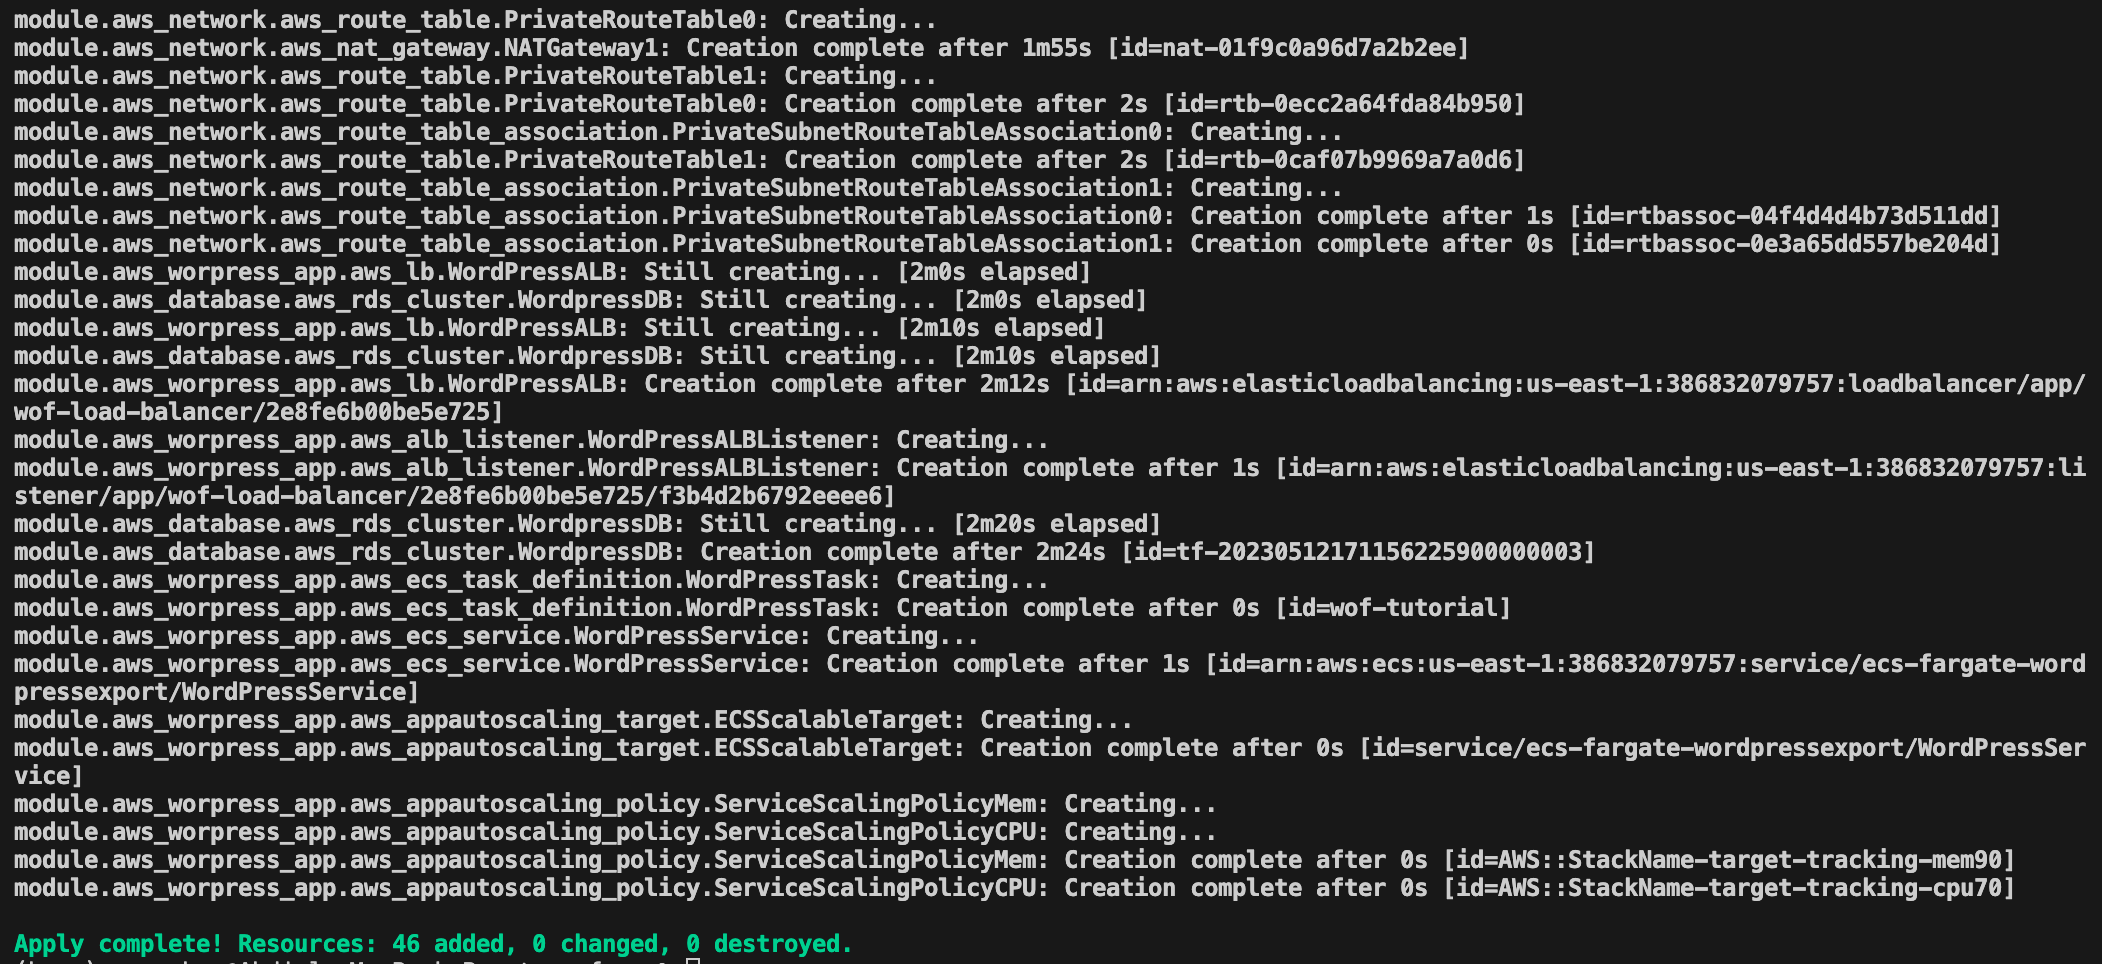 module.aws_network.aws_route_table.PrivateRouteTable0: Creating...
module.aws_network.aws_nat_gateway.NATGateway1: Creation complete after 1m55s [id=nat-01f9c0a96d7a2b2ee]
module.aws_network.aws_route_table.PrivateRouteTable1: Creating...
module.aws_network.aws_route_table.PrivateRouteTable0: Creation complete after 2s [id=rtb-0ecc2a64fda84b950]
module.aws_network.aws_route_table_association.PrivateSubnetRouteTableAssociation0: Creating...
module.aws_network.aws_route_table.PrivateRouteTable1: Creation complete after 2s [id=rtb-0caf07b9969a7a0d6]
module.aws_network.aws_route_table_association.PrivateSubnetRouteTableAssociation1: Creating...
module.aws_network.aws_route_table_association.PrivateSubnetRouteTableAssociation0: Creation complete after 1s [id=rtbassoc-04f4d4d4b73d511dd]
module.aws_network.aws_route_table_association.PrivateSubnetRouteTableAssociation1: Creation complete after 0s [id=rtbassoc-0e3a65dd557be204d]
module.aws_worpress_app.aws_lb.WordPressALB: Still creating... [2m0s elapsed]
module.aws_database.aws_rds_cluster.WordpressDB: Still creating... [2m0s elapsed]
module.aws_worpress_app.aws_lb.WordPressALB: Still creating... [2m10s elapsed]
module.aws_database.aws_rds_cluster.WordpressDB: Still creating... [2m10s elapsed]
module.aws_worpress_app.aws_lb.WordPressALB: Creation complete after 2m12s [id=arn:aws:elasticloadbalancing:us-east-1:386832079757:loadbalancer/app/
wof-load-balancer/2e8fe6b00be5e725]
module.aws_worpress_app.aws_alb_listener.WordPressALBListener: Creating...
module.aws_worpress_app.aws_alb_listener.WordPressALBListener: Creation complete after 1s [id=arn:aws:elasticloadbalancing:us-east-1:386832079757:li
stener/app/wof-load-balancer/2e8fe6b00be5e725/f3b4d2b6792eeee6]
module.aws_database.aws_rds_cluster.WordpressDB: Still creating... [2m20s elapsed]
module.aws_database.aws_rds_cluster.WordpressDB: Creation complete after 2m24s [id=tf-20230512171156225900000003]
module.aws_worpress_app.aws_ecs_task_definition.WordPressTask: Creating...
module.aws_worpress_app.aws_ecs_task_definition.WordPressTask: Creation complete after 0s [id=wof-tutorial]
module.aws_worpress_app.aws_ecs_service.WordPressService: Creating...
module.aws_worpress_app.aws_ecs_service.WordPressService: Creation complete after 1s [id=arn:aws:ecs:us-east-1:386832079757:service/ecs-fargate-word
pressexport/WordPressService]
module.aws_worpress_app.aws_appautoscaling_target.ECSScalableTarget: Creating...
module.aws_worpress_app.aws_appautoscaling_target.ECSScalableTarget: Creation complete after 0s [id=service/ecs-fargate-wordpressexport/WordPressSer
vice]
module.aws_worpress_app.aws_appautoscaling_policy.ServiceScalingPolicyMem: Creating...
module.aws_worpress_app.aws_appautoscaling_policy.ServiceScalingPolicyCPU: Creating...
module.aws_worpress_app.aws_appautoscaling_policy.ServiceScalingPolicyMem: Creation complete after 0s [id=AWS::StackName-target-tracking-mem90]
module.aws_worpress_app.aws_appautoscaling_policy.ServiceScalingPolicyCPU: Creation complete after 0s [id=AWS::StackName-target-tracking-cpu70]
Apply complete! Resources: 46 added, 0 changed, 0 destroyed.